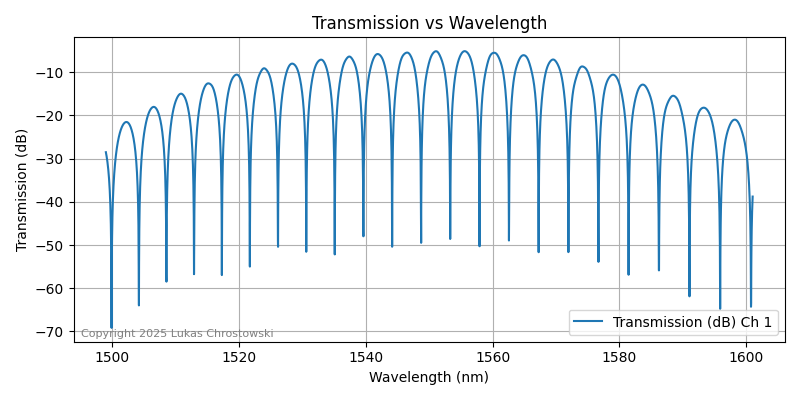 Transmission vs Wavelength
Transmission (dB)
−10
−20
−30
−40
−50
−60
−70
Copyright 2025 Lukas Chrostowski
Transmission (dB) Ch 1
1500 1520 1540 1560 1580 1600
Wavelength (nm)